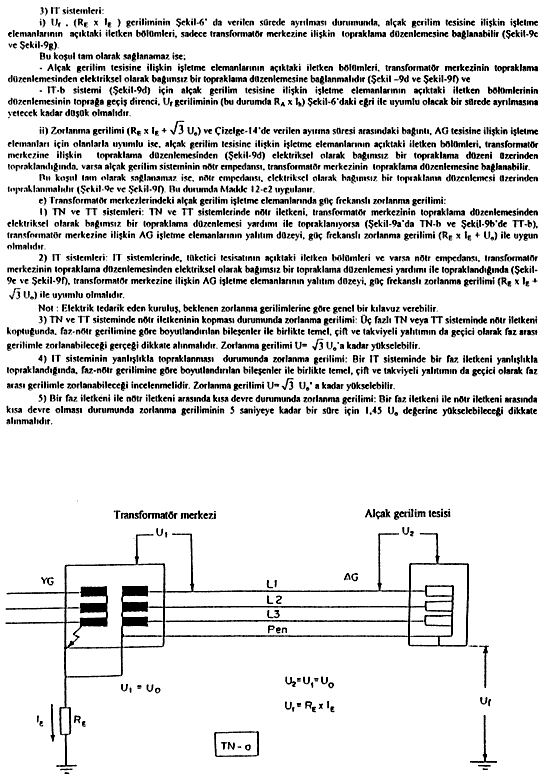 3) IT sistemleri:
i) Uf , (RE x IE ) geriliminin Şekil-6' da verilen sürede ayrılması durumunda, alçak gerilim tesisine ilişkin işletme
elemanlarının açıktaki iletken bölümleri, sadece transformatör merkezine ilişkin topraklama düzenlemesine bağlanabilir (Şekil-9c
ve Şekil-9g).
Bu koşul tam olarak sağlanamaz ise;
- Alçak gerilim tesisine ilişkin işletme elemanlarının açıktaki iletken bölümleri, transformatör merkezinin topraklama
düzenlemesinden elektriksel olarak bağımsız bir topraklama düzenlemesine bağlanmalıdır (Şekil –9d ve Şekil-9f) ve
- IT-b sistemi (Şekil-9d) için alçak gerilim tesisine ilişkin işletme elemanlarının açıktaki iletken bölümlerinin
düzenlemesinin toprağa geçiş direnci, Uf geriliminin (bu durumda RA x Ih) Şekil-6'daki eğri ile uyumlu olacak bir sürede ayrılmasına
yetecek kadar düşük olmalıdır.
ii) Zorlanma gerilimi (RE x IE + √3 Uo) ve Çizelge-14'de verilen ayırma süresi arasındaki bağıntı, AG tesisine ilişkin işletme
elemanları için olanlarla uyumlu ise, alçak gerilim tesisine ilişkin işletme elemanlarının açıktaki iletken bölümleri, transformatör
merkezine ilişkin topraklama düzenlemesinden (Şekil-9d) elektriksel olarak bağımsız bir topraklama düzeni üzerinden
topraklandığında, varsa alçak gerilim sisteminin nötr empedansı, transformatör merkezinin topraklama düzenlemesine bağlanabilir.
Bu koşul tam olarak sağlanamaz ise, nötr empedansı, elektriksel olarak bağımsız bir topraklama düzenlemesi üzerinden
topraklanmalıdır (Şekil-9e ve Şekil-9f). Bu durumda Madde 12-e2 uygulanır.
e) Transformatör merkezlerindeki alçak gerilim işletme elemanlarında güç frekanslı zorlanma gerilimi:
1) TN ve TT sistemleri: TN ve TT sistemlerinde nötr iletkeni, transformatör merkezinin topraklama düzenlemesinden
elektriksel olarak bağımsız bir topraklama düzenlemesi yardımı ile topraklanıyorsa (Şekil-9a'da TN-b ve Şekil-9b'de TT-b),
transformatör merkezine ilişkin AG işletme elemanlarının yalıtım düzeyi, güç frekanslı zorlanma gerilimi (RE x IE + Uo) ile uygun
olmalıdır.
2) IT sistemleri: IT sistemlerinde, tüketici tesisatının açıktaki iletken bölümleri ve varsa nötr empedansı, transformatör
merkezinin topraklama düzenlemesinden elektriksel olarak bağımsız bir topraklama düzenlemesi yardımı ile topraklandığında (Şekil-
9e ve Şekil-9f), transformatör merkezine ilişkin AG işletme elemanlarının yalıtım düzeyi, güç frekanslı zorlanma gerilimi (RE x IE +
√3 Uo) ile uyumlu olmalıdır.
Not : Elektrik tedarik eden kuruluş, beklenen zorlanma gerilimlerine göre genel bir kılavuz verebilir.
3) TN ve TT sisteminde nötr iletkeninin kopması durumunda zorlanma gerilimi: Üç fazlı TN veya TT sisteminde nötr iletkeni
koptuğunda, faz-nötr gerilimine göre boyutlandırılan bileşenler ile birlikte temel, çift ve takviyeli yalıtımın da geçici olarak faz arası
gerilimle zorlanabileceği gerçeği dikkate alınmalıdır. Zorlanma gerilimi U= √3 Uo'a kadar yükselebilir.
4) IT sisteminin yanlışlıkla topraklanması durumunda zorlanma gerilimi: Bir IT sisteminde bir faz iletkeni yanlışlıkla
topraklandığında, faz-nötr gerilimine göre boyutlandırılan bileşenler ile birlikte temel, çift ve takviyeli yalıtımın da geçici olarak faz
arası gerilimle zorlanabileceği incelenmelidir. Zorlanma gerilimi U=√3 Uo' a kadar yükselebilir.
5) Bir faz iletkeni ile nötr iletkeni arasında kısa devre durumunda zorlanma gerilimi: Bir faz iletkeni ile nötr iletkeni arasında
kısa devre olması durumunda zorlanma geriliminin 5 saniyeye kadar bir süre için 1,45 Uo değerine yükselebileceği dikkate
alınmalıdır.
Transformatör merkezi
Alçak gerilim tesisi
U1
U2
YG
L1
AG
L2
L3
Pen
U1=Uo
U2=U1=Uo
Uf=RE x IE
Uf
IE
RE
TN-a